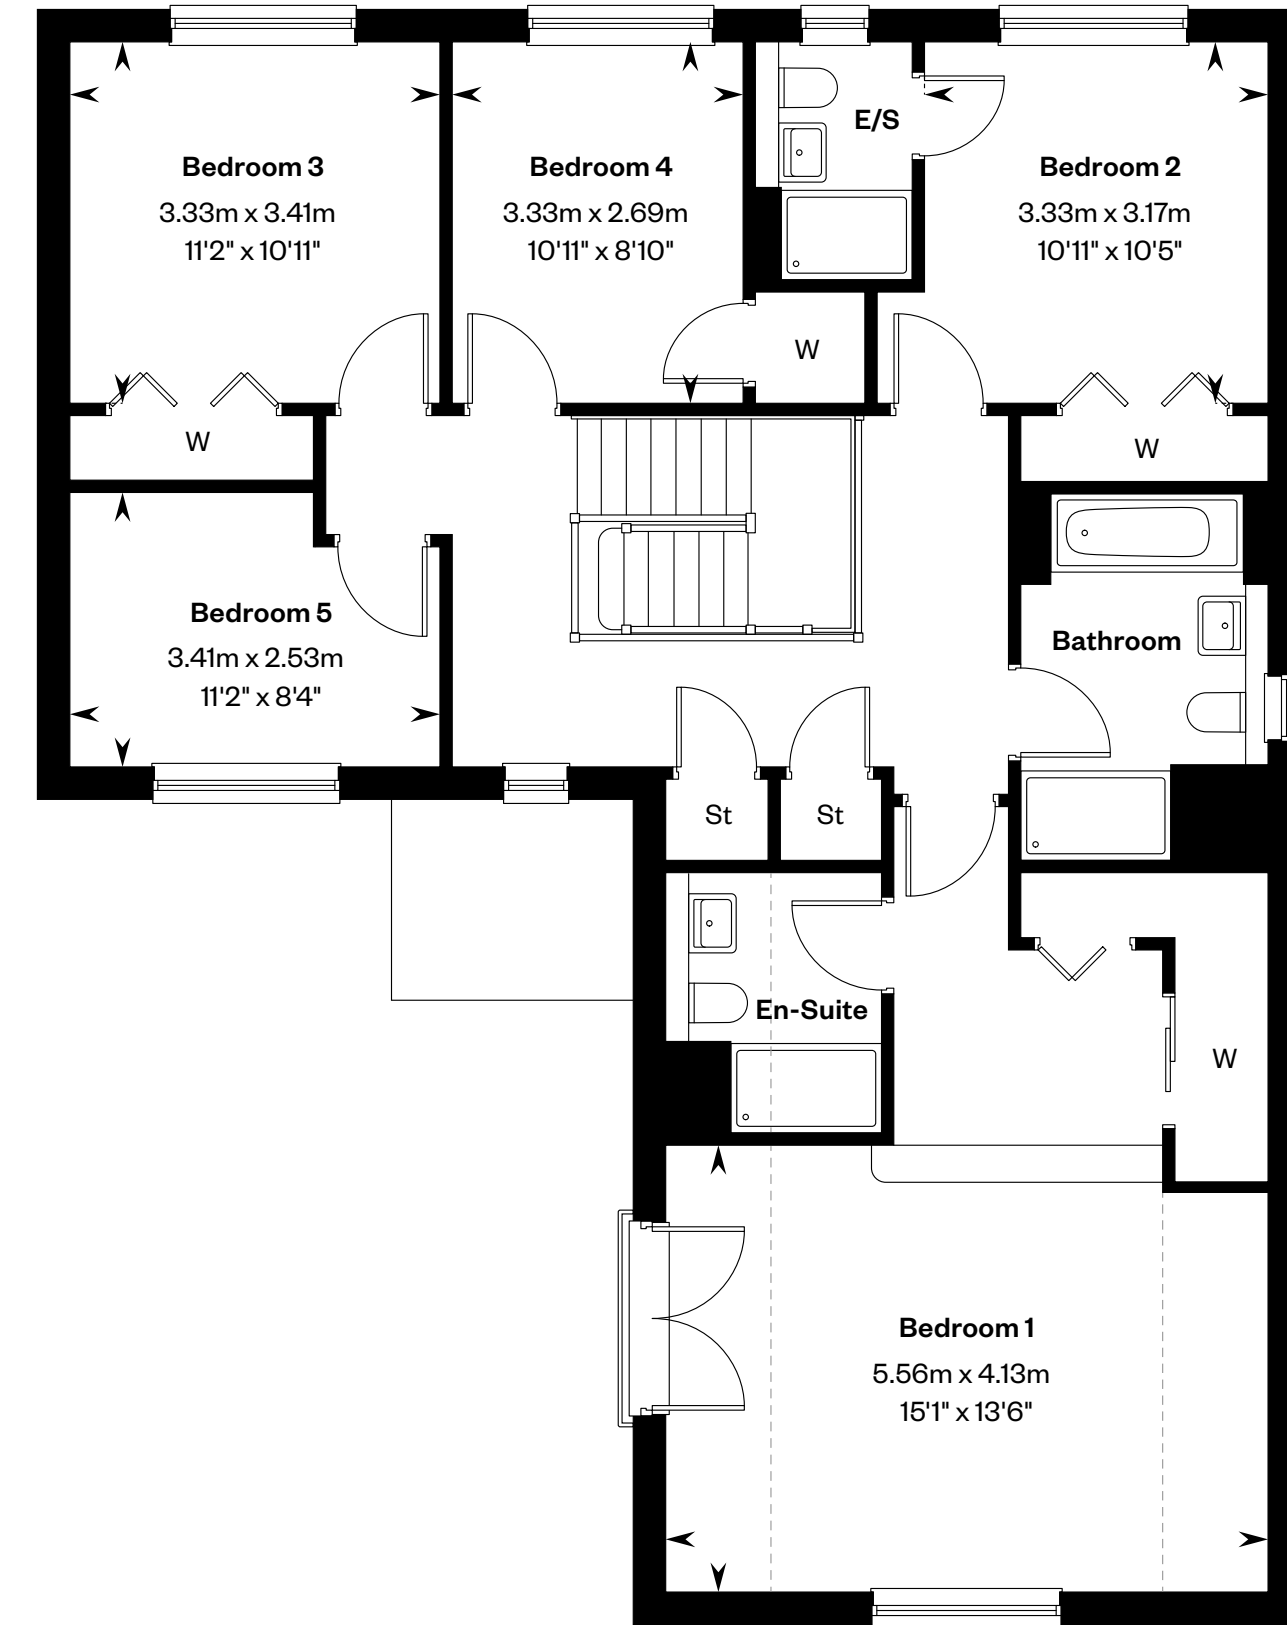 E/S
Bedroom 3
3.33m x 3.41m
11'2" x 10'11"
Bedroom 4
3.33m x 2.69m
10'11" x 8'10"
Bedroom 2
3.33m x 3.17m
10'11" x 10'5"
W
W
W
Bedroom 5
3.41m x 2.53m
11'2" x 8'4"
Bathroom
St
St
En-Suite
W
Bedroom 1
5.56m x 4.13m
15'1" x 13'6"